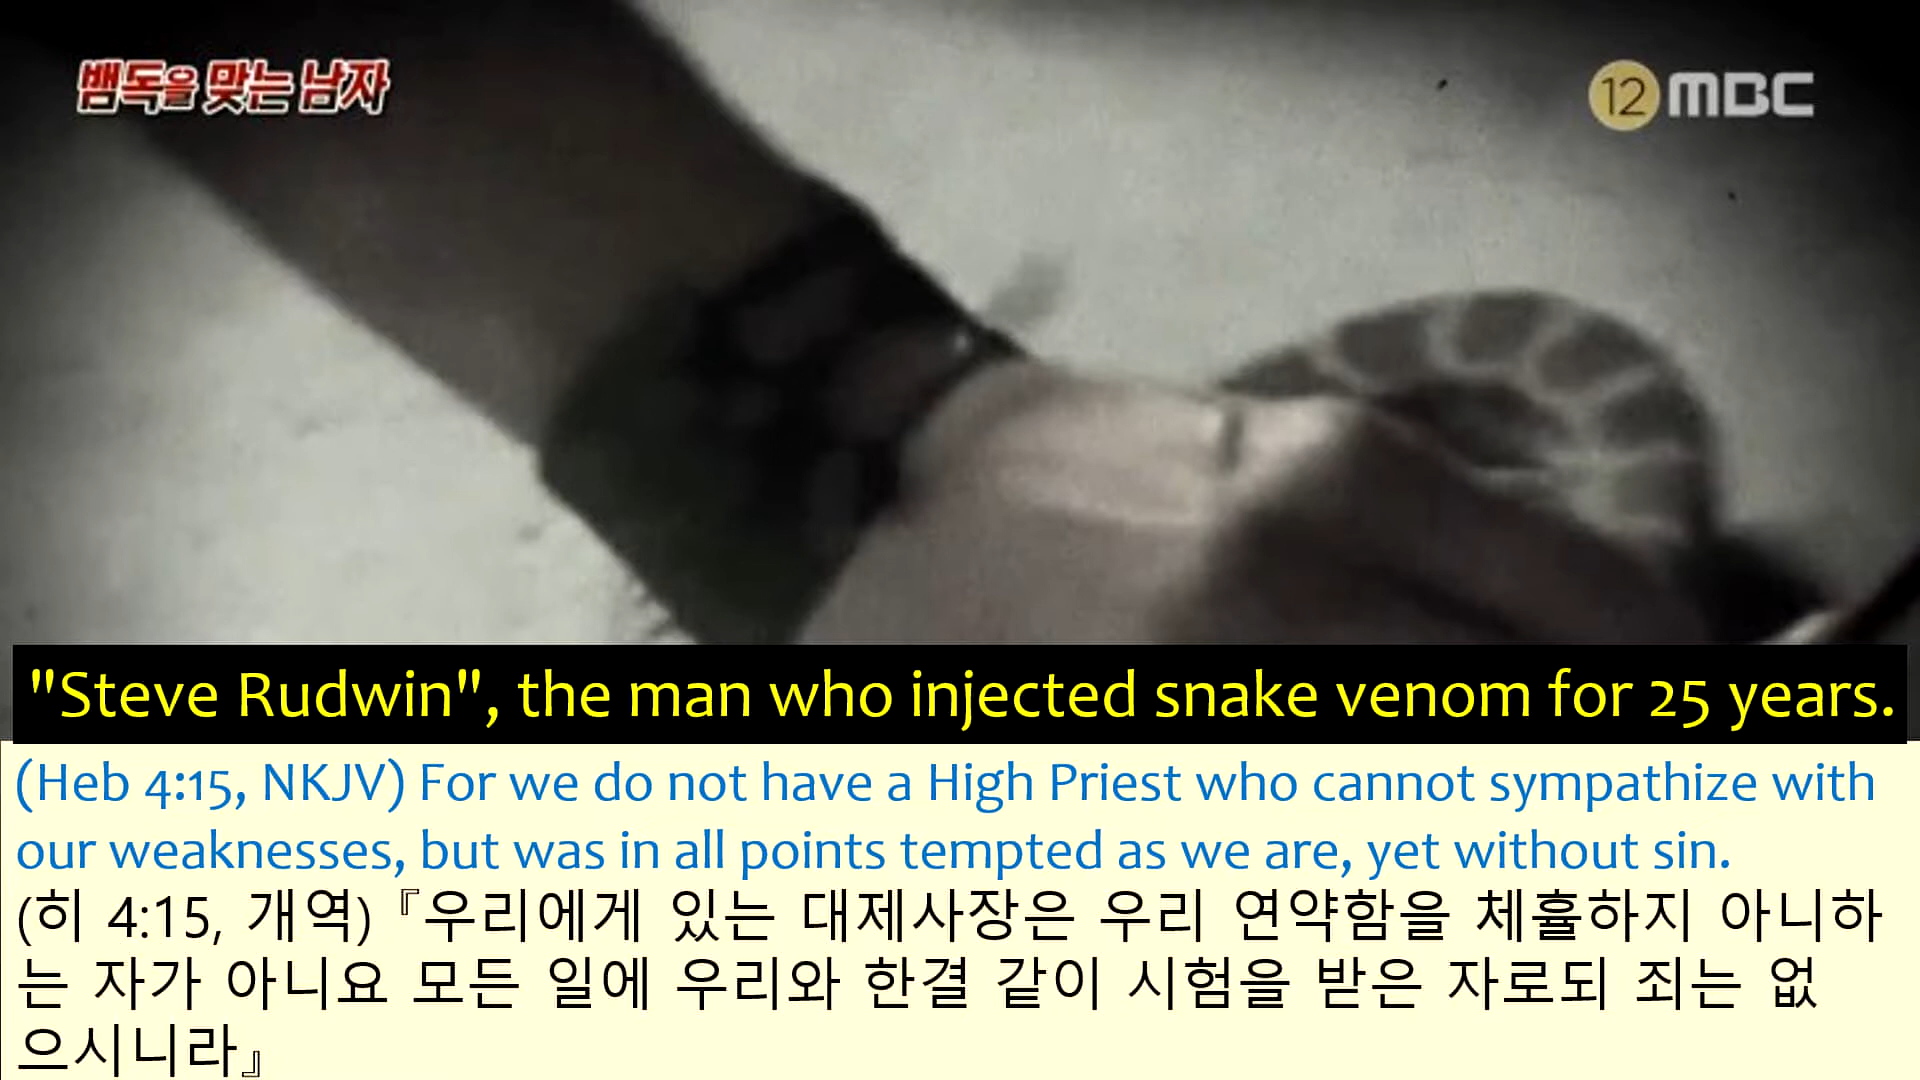 뱀독을 맞는 남자
12 MBC
"Steve Rudwin", the man who injected snake venom for 25 years.
(Heb 4:15, NKJV) For we do not have a High Priest who cannot sympathize with
our weaknesses, but was in all points tempted as we are, yet without sin.
(히 4:15, 개역)『우리에게 있는 대제사장은 우리 연약함을 체휼하지 아니하
는 자가 아니요 모든 일에 우리와 한결 같이 시험을 받은 자로되 죄는 없
으시니라』